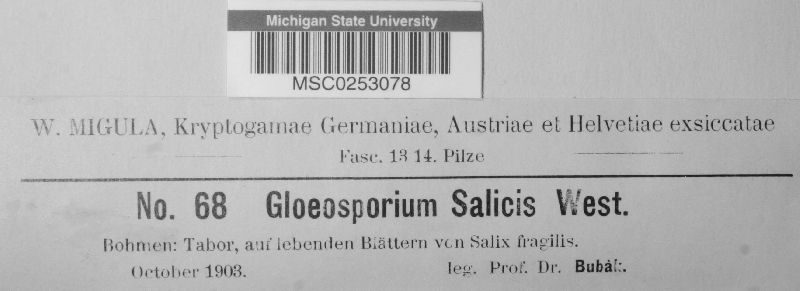 Michigan State University
MSC0253078
W. MIGULA, Kryptogamae Germaniae, Austriae et Helvetiae exsiccatae
Fasc. 13 14. Pilze
No. 68 Gloeosporium Salicis West.
Bohmen: Tabor, auf lebenden Blättern von Salix fragilis.
October 1903. leg. Prof. Dr. Bubák.